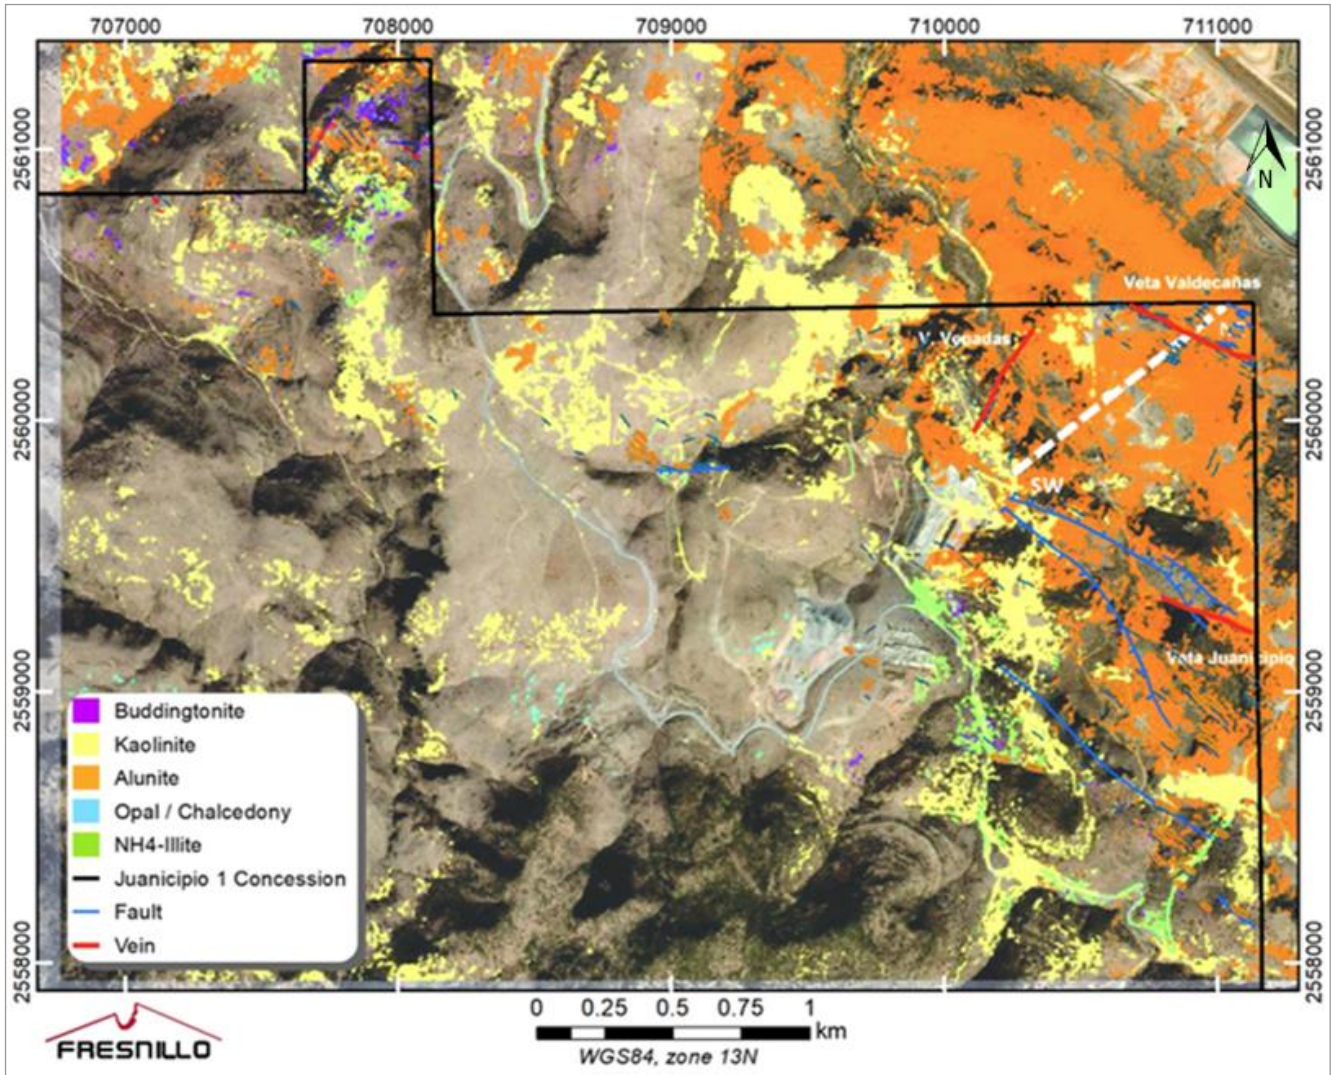 707000 708000 709000 710000 711000
2561000
2561000
N
Veta Valdecañas
V. Venadas
N
2560000
2560000
SW
Veta Juanicipio
2559000
2559000
Buddingtonite
Kaolinite
Alunite
Opal / Chalcedony
NH4-Illite
Juanicipio 1 Concession
Fault
Vein
2558000
2558000
0 0.25 0.5 0.75 1
km
WGS84, zone 13N
FRESNILLO